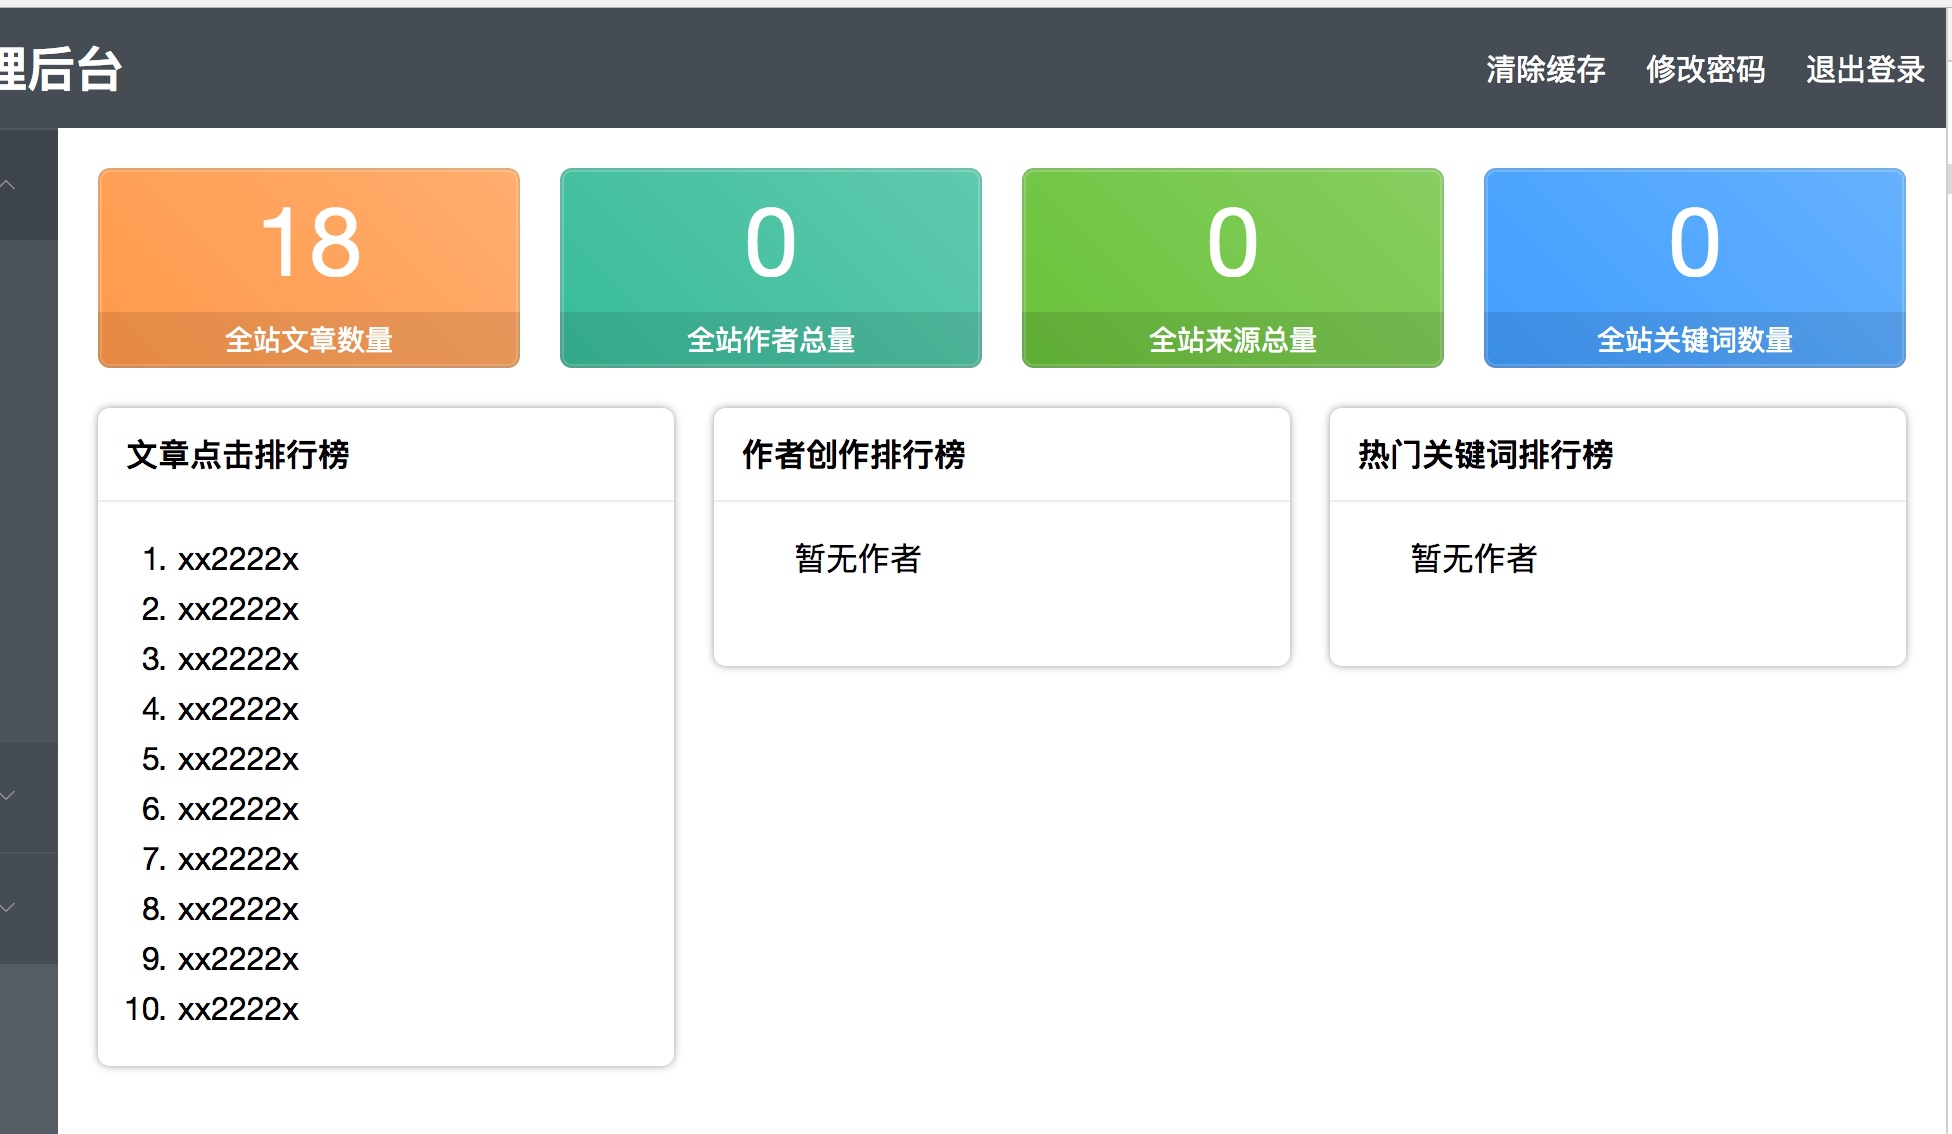 理后台
清除缓存 修改密码 退出登录
18
全站文章数量
0
全站作者总量
0
全站来源总量
0
全站关键词数量
文章点击排行榜
1. xx2222x
2. xx2222x
3. xx2222x
4. xx2222x
5. xx2222x
6. xx2222x
7. xx2222x
8. xx2222x
9. xx2222x
10. xx2222x
作者创作排行榜
暂无作者
热门关键词排行榜
暂无作者